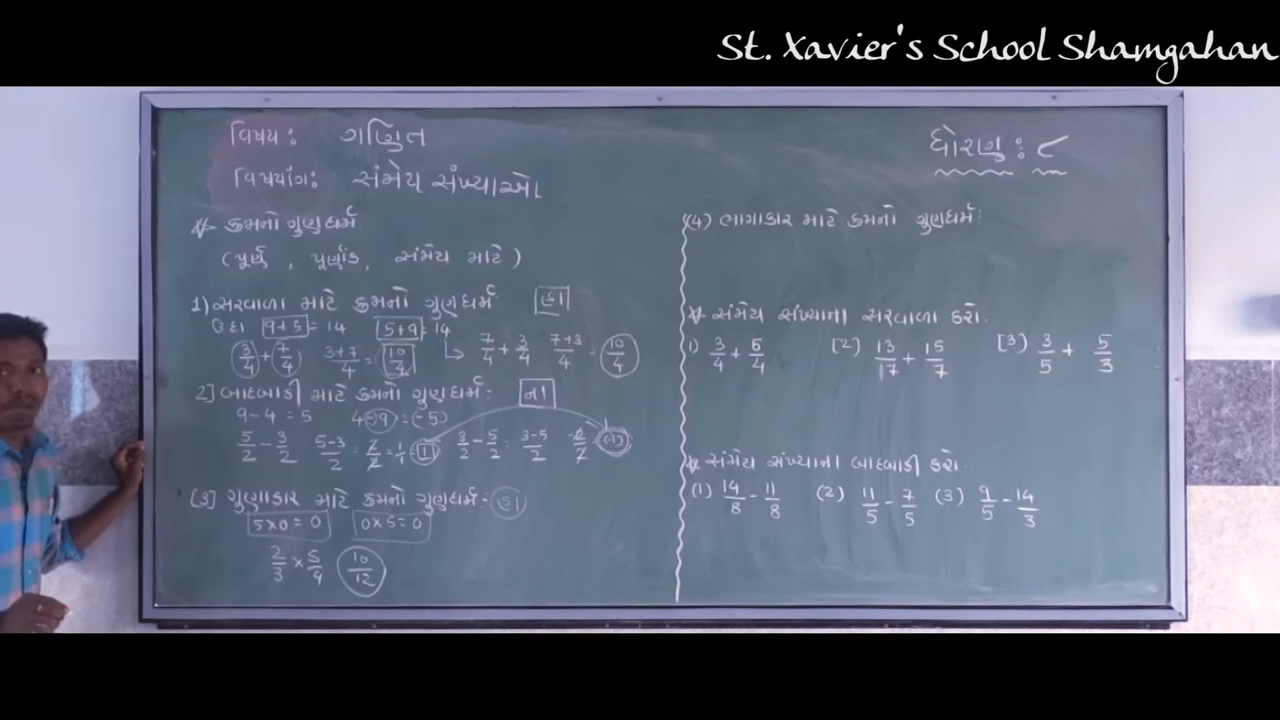 St. Xavier's School Shamgahan
વિષય: ગણિત
વિષયાંગ: સંમેય સંખ્યાઓ
ક્રમનો ગુણધર્મ
(પૂર્ણ, પૂર્ણાંક, સંમેય માટે)
1) સરવાળા માટે ક્રમનો ગુણધર્મ હા
ઉદા 9+5 = 14 5+9 = 14
3/4 + 7/4 3+7/4 = 10/4 7/4 + 3/4 7+3/4 = 10/4
2] બાદબાકી માટે ક્રમનો ગુણધર્મ: ના
9-4 = 5 4-9 = (-5)
5/2 - 3/2 5-3/2 = 2/2 = 1/1 = 1 3/2 - 5/2 = 3-5/2 -2/2 = (-1)
[3] ગુણાકાર માટે ક્રમનો ગુણધર્મ: હા
5x0=0 0x5=0
2/3 x 5/4 10/12
ધોરણ: ૮
(4) ભાગાકાર માટે ક્રમનો ગુણધર્મ:
સંમેય સંખ્યાના સરવાળા કરો.
1) 3/4 + 5/4 [2) 13/17 + 15/7 [3) 3/5 + 5/3
સંમેય સંખ્યાના બાદબાકી કરો.
(1) 14/8 - 11/8 (2) 11/5 - 7/5 (3) 9/5 - 14/3